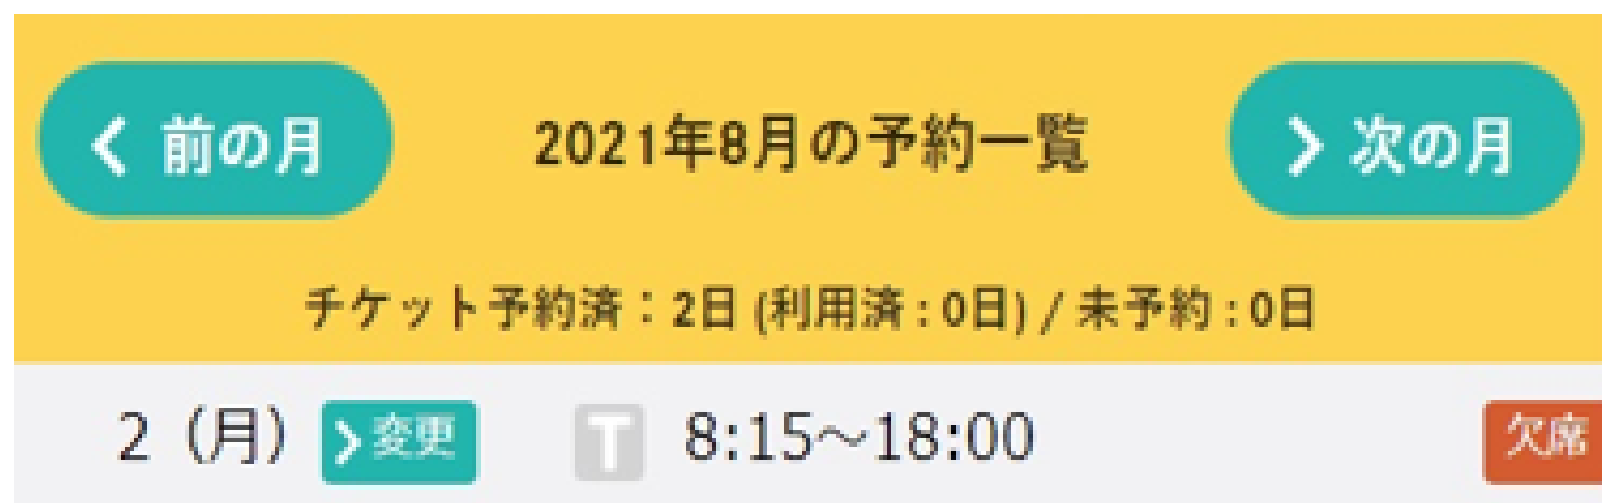 前の月 2021年8月の予約一覧 次の月
チケット予約済：2日 (利用済 : 0日) / 未予約 : 0日
2（月） 変更 T 8:15～18:00 欠席